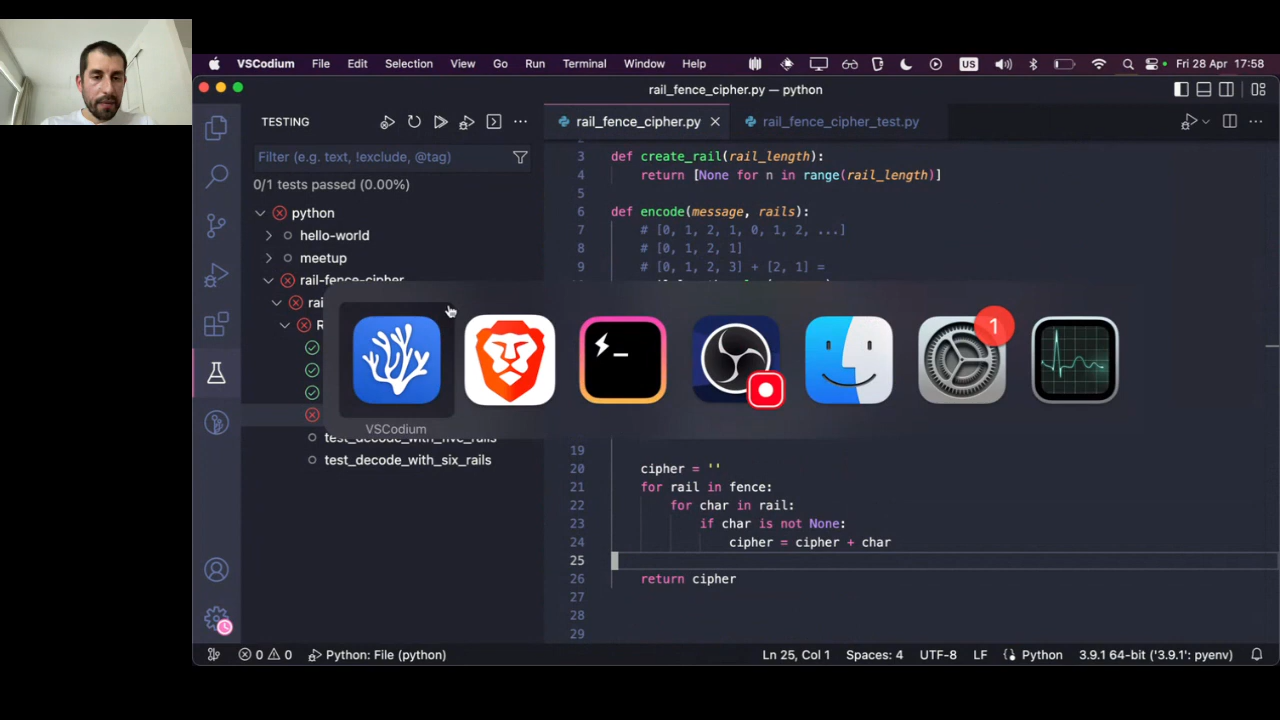 VSCodium File Edit Selection View Go Run Terminal Window Help US Fri 28 Apr 17:58
rail_fence_cipher.py — python
TESTING
rail_fence_cipher.py
rail_fence_cipher_test.py
Filter (e.g. text, !exclude, @tag)
0/1 tests passed (0.00%)
python
hello-world
meetup
rail-fence-cipher
rai
R
test_decode_with_five_rails
test_decode_with_six_rails
3 def create_rail(rail_length):
4 return [None for n in range(rail_length)]
5
6 def encode(message, rails):
7 # [0, 1, 2, 1, 0, 1, 2, ...]
8 # [0, 1, 2, 1]
9 # [0, 1, 2, 3] + [2, 1] =
1
VSCodium
19
20 cipher = ''
21 for rail in fence:
22 for char in rail:
23 if char is not None:
24 cipher = cipher + char
25
26 return cipher
27
28
29
0 0 Python: File (python) Ln 25, Col 1 Spaces: 4 UTF-8 LF Python 3.9.1 64-bit ('3.9.1': pyenv)